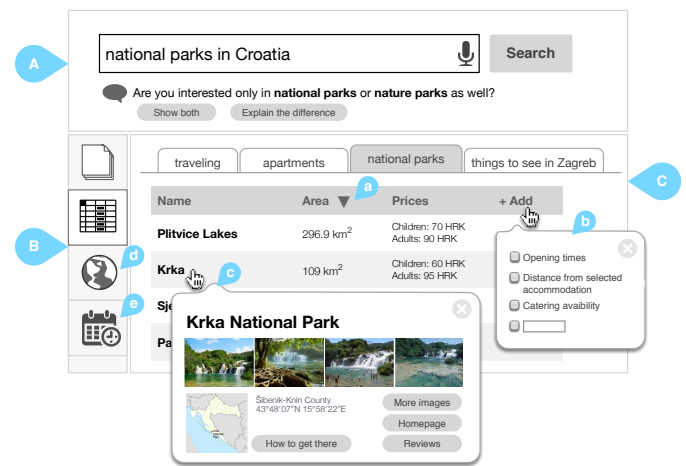 A
national parks in Croatia
Search
Are you interested only in national parks or nature parks as well?
Show both
Explain the difference
traveling
apartments
national parks
things to see in Zagreb
C
a
Name
Area
Prices
+ Add
B
Plitvice Lakes
296.9 km²
Children: 70 HRK
Adults: 90 HRK
b
Opening times
Distance from selected
accommodation
Catering avaibility
d
Krka
109 km²
Children: 60 HRK
Adults: 95 HRK
c
e
Sje
Pa
Krka National Park
Šibenik-Knin County
43°48′07″N 15°58′22″E
How to get there
More images
Homepage
Reviews